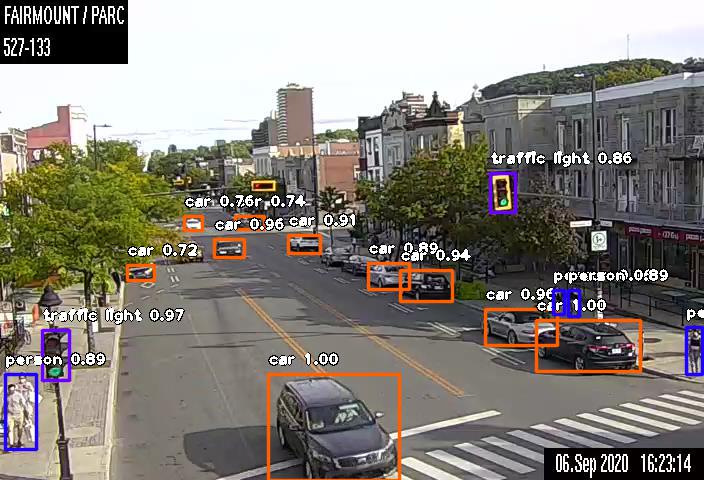 FAIRMOUNT / PARC
527-133
traffic light 0.86
car 0.76
r 0.74
car 0.96
car 0.91
car 0.72
car 0.89
car 0.94
person 0.89
car 0.96
car 1.00
traffic light 0.97
pe
person 0.89
car 1.00
06.Sep 2020 16:23:14